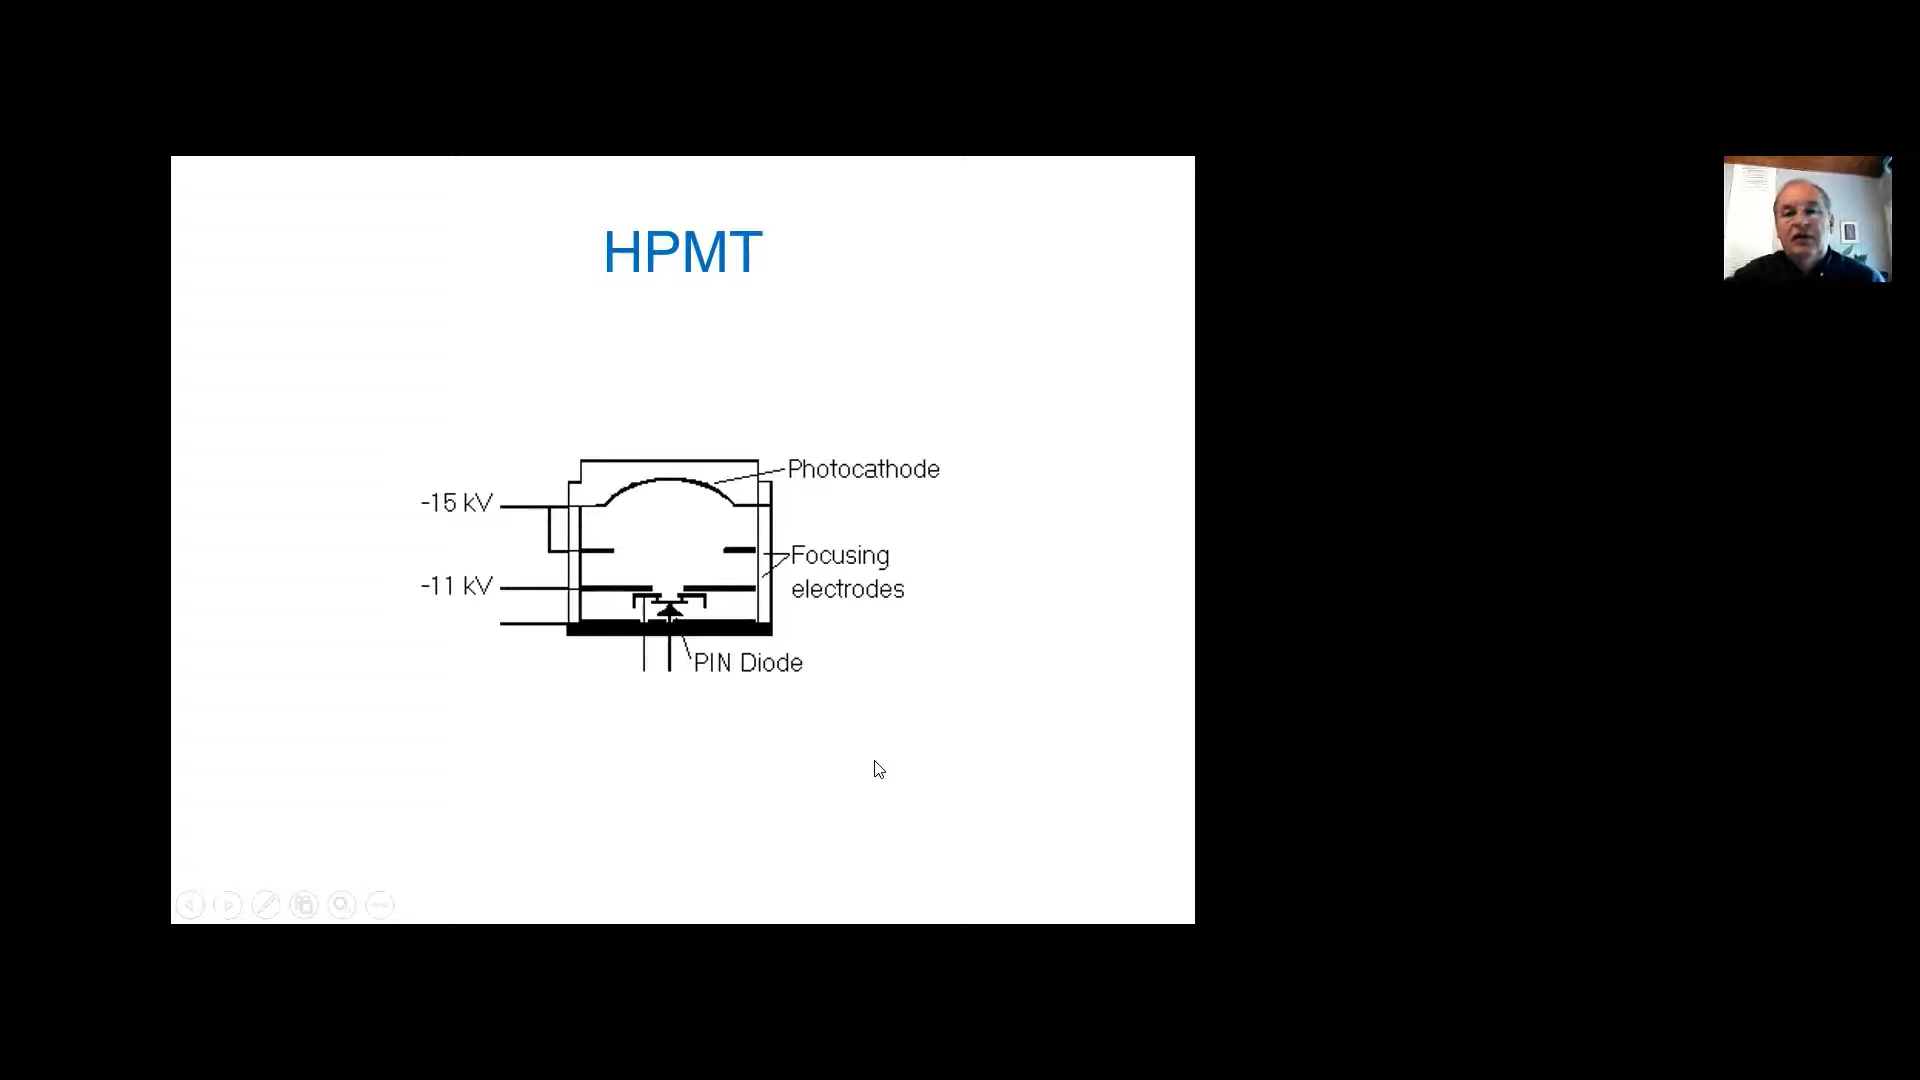 HPMT
Photocathode
-15 kV
Focusing
electrodes
-11 kV
PIN Diode